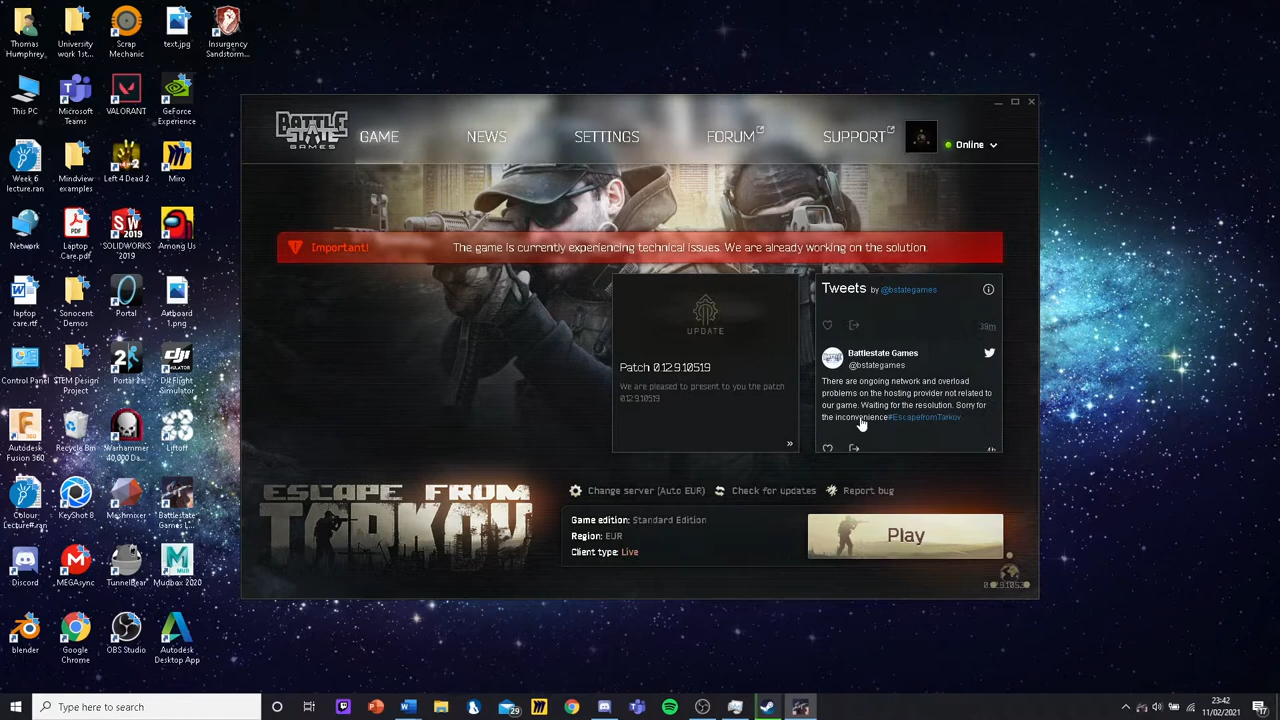 Thomas
Humphrey
University
work 1st...
Scrap
Mechanic
text.jpg
Insurgency
Sandstorm...
This PC
Microsoft
Teams
VALORANT
GeForce
Experience
Week 6
lecture.ran
Mindview
examples
Left 4 Dead 2
Miro
Network
Laptop
Care.pdf
SOLIDWORKS
2019
Among Us
laptop
care.rtf
Sonocent
Demos
Portal
Artboard
1.png
Control Panel
STEM Design
Project
Portal 2
DJI Flight
Simulator
Autodesk
Fusion 360
Recycle Bin
Warhammer
40,000 Da...
Liftoff
Colour
Lecture#.ran
KeyShot 8
Meshmixer
Battlestate
Games L...
Discord
MEGAsync
TunnelBear
Mudbox 2020
blender
Google
Chrome
OBS Studio
Autodesk
Desktop App
BATTLE
STATE
GAMES
GAME
NEWS
SETTINGS
FORUM
SUPPORT
Online
Important!
The game is currently experiencing technical issues. We are already working on the solution.
UPDATE
Patch 0.12.9.10519
We are pleased to present to you the patch
0.12.9.10519
»
Tweets by @bstategames
39m
Battlestate Games
@bstategames
There are ongoing network and overload
problems on the hosting provider not related to
our game. Waiting for the resolution. Sorry for
the inconvenience#EscapefromTarkov
4h
ESCAPE FROM
TARKOV
Change server (Auto EUR)
Check for updates
Report bug
Game edition: Standard Edition
Region: EUR
Client type: Live
Play
Type here to search
29
23:42
11/02/2021
17